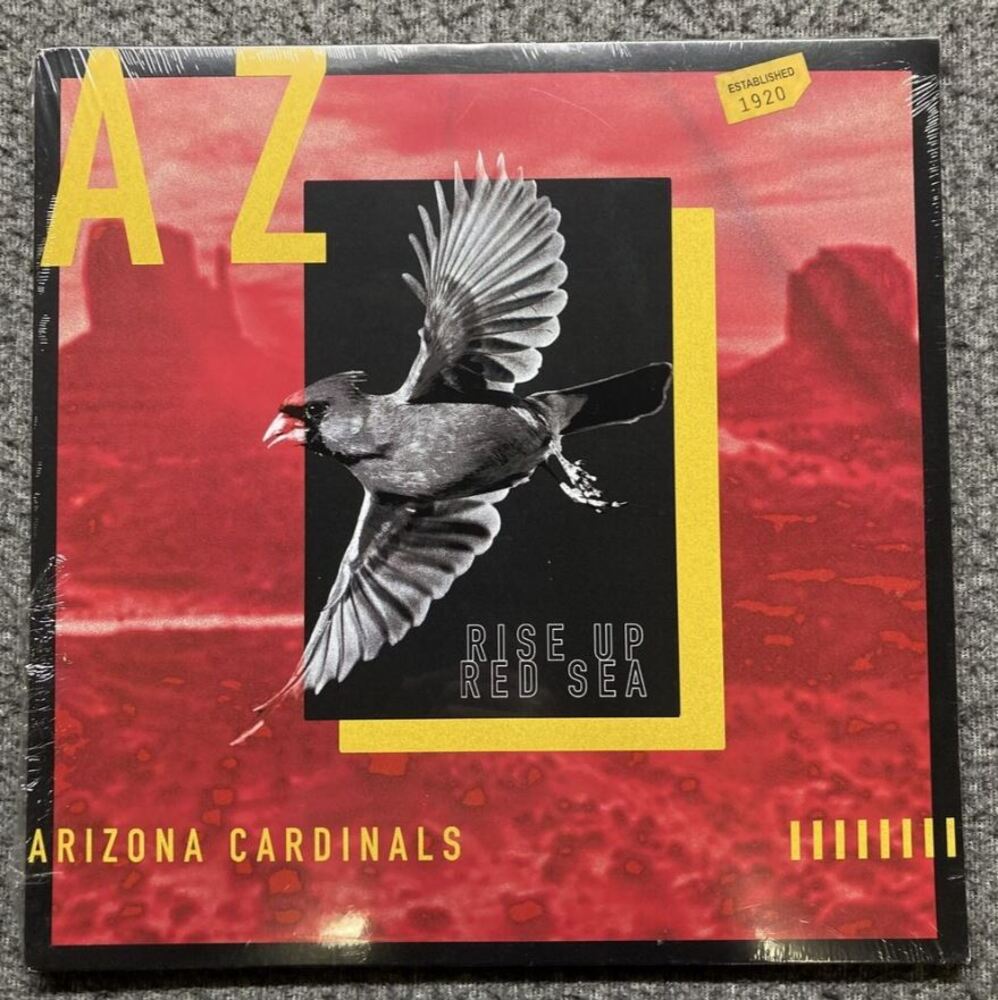 AZ
ESTABLISHED
1920
RISE UP
RED SEA
ARIZONA CARDINALS